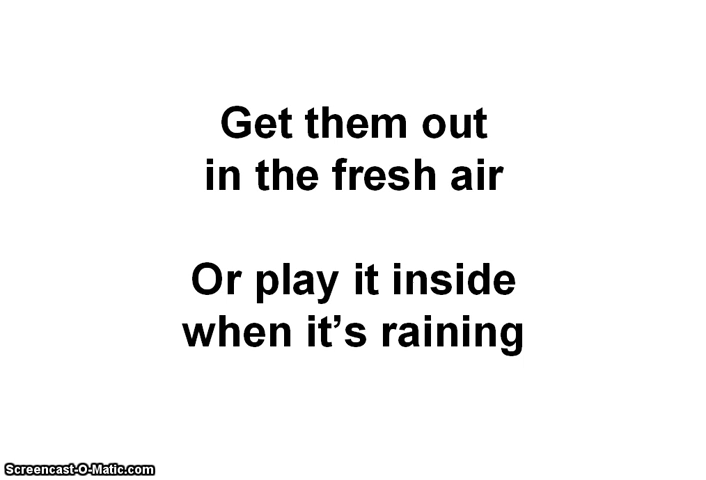 Get them out
in the fresh air
Or play it inside
when it’s raining
Screencast-O-Matic.com